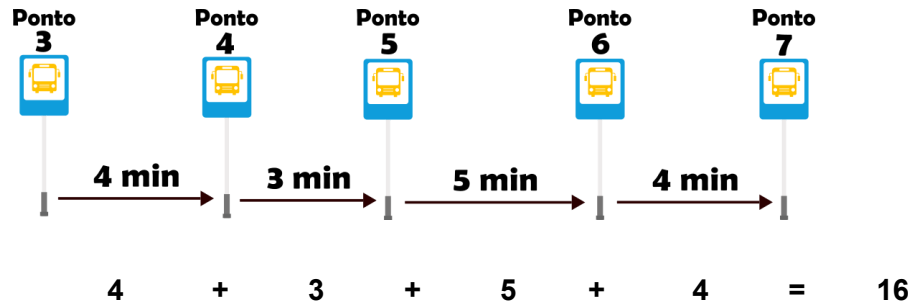 Ponto Ponto Ponto Ponto Ponto
3 4 5 6 7
4 min 3 min 5 min 4 min
4 + 3 + 5 + 4 = 16